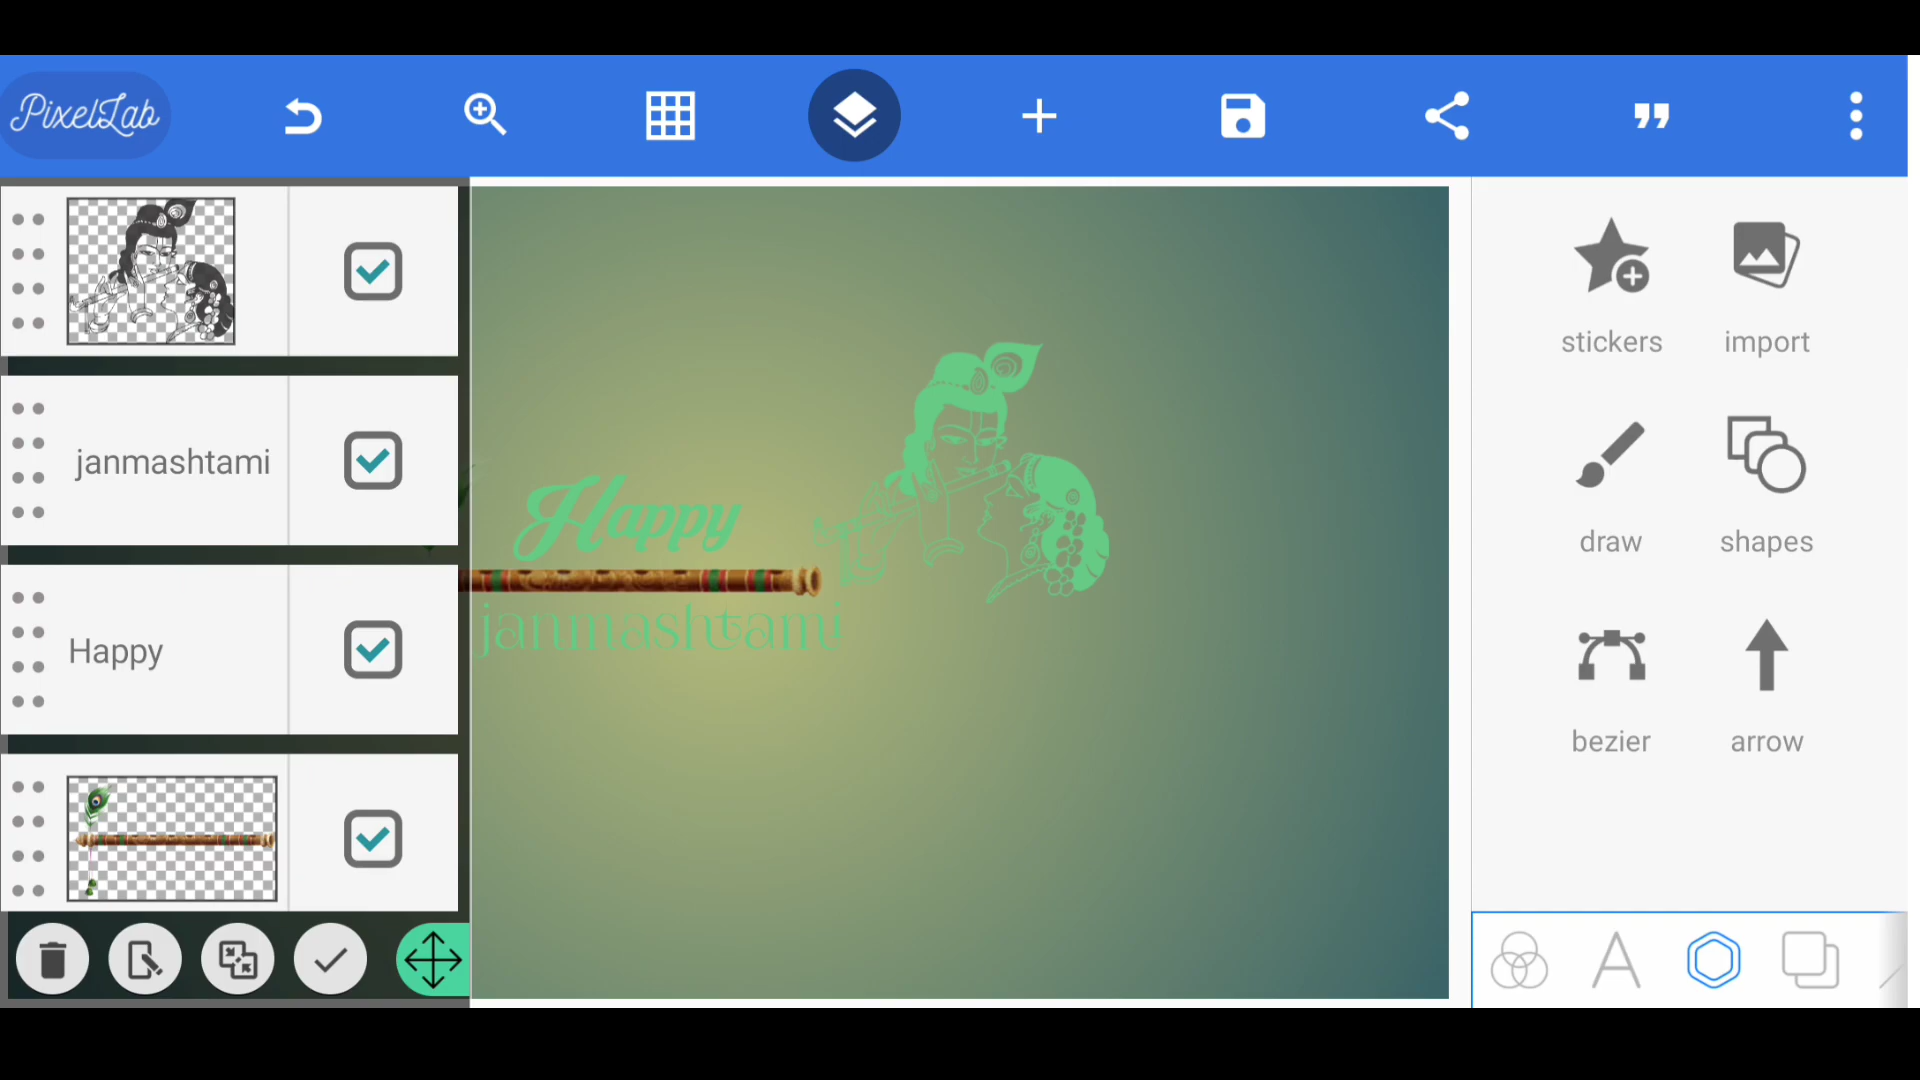 PixelLab
janmashtami
Happy
Happy
janmashtami
stickers
import
draw
shapes
bezier
arrow